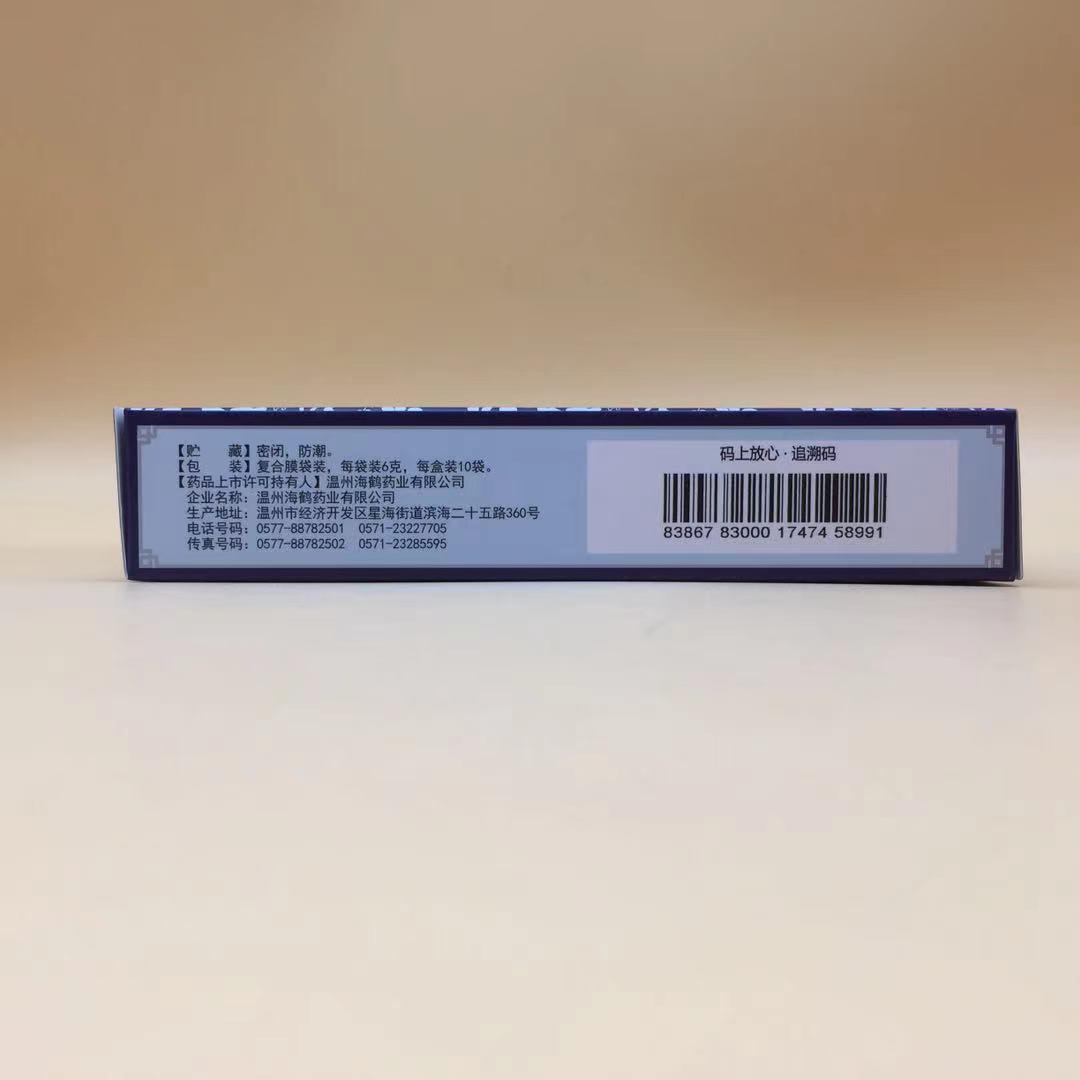 【贮　　藏】密闭，防潮。
【包　　装】复合膜袋装，每袋装6克，每盒装10袋。
【药品上市许可持有人】温州海鹤药业有限公司
企业名称：温州海鹤药业有限公司
生产地址：温州市经济开发区星海街道滨海二十五路360号
电话号码：0577-88782501　0571-23227705
传真号码：0577-88782502　0571-23285595
码上放心·追溯码
83867 83000 17474 58991